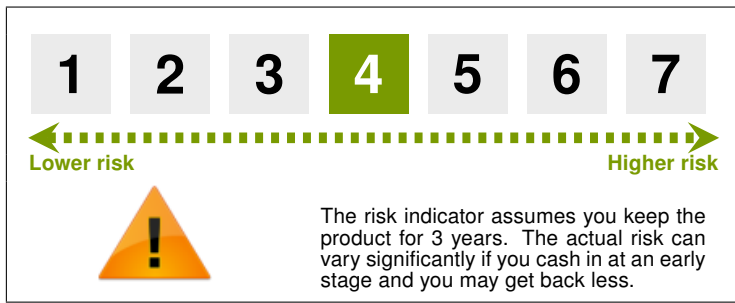 1 2 3 4 5 6 7
Lower risk Higher risk
!
The risk indicator assumes you keep the
product for 3 years. The actual risk can
vary significantly if you cash in at an early
stage and you may get back less.